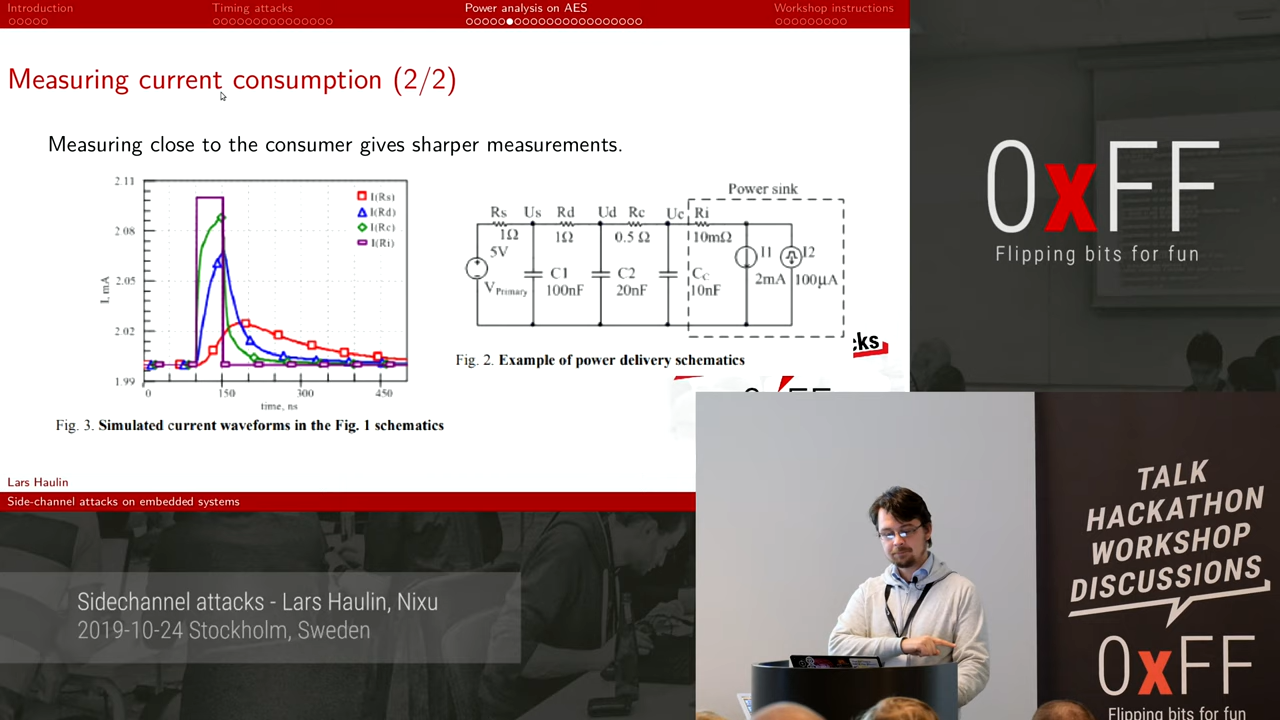 Introduction
Timing attacks
Power analysis on AES
Workshop instructions
Measuring current consumption (2/2)
Measuring close to the consumer gives sharper measurements.
2.11
2.08
2.05
2.02
1.99
I, mA
0
150
300
450
time, ns
I(Rs)
I(Rd)
I(Rc)
I(Ri)
Fig. 3. Simulated current waveforms in the Fig. 1 schematics
Power sink
Rs Us Rd Ud Rc Uc Ri
1Ω 1Ω 0.5 Ω 10mΩ
5V
VPrimary
C1
100nF
C2
20nF
Cc
10nF
I1
2mA
I2
100µA
Fig. 2. Example of power delivery schematics
cks
Lars Haulin
Side-channel attacks on embedded systems
0xFF
Flipping bits for fun
Sidechannel attacks - Lars Haulin, Nixu
2019-10-24 Stockholm, Sweden
TALK
HACKATHON
WORKSHOP
DISCUSSIONS
0xFF
Flipping bits for fun